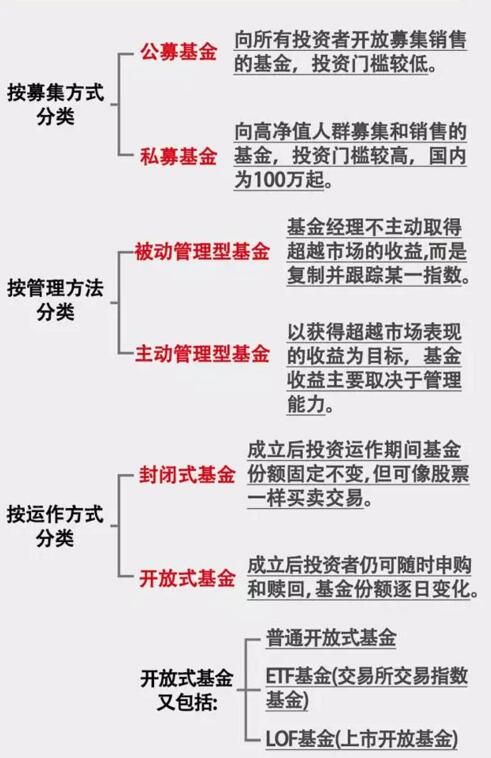 按募集方式
分类
公募基金
向所有投资者开放募集销售
的基金，投资门槛较低。
私募基金
向高净值人群募集和销售的
基金，投资门槛较高，国内
为100万起。
按管理方法
分类
被动管理型基金
基金经理不主动取得
超越市场的收益,而是
复制并跟踪某一指数。
主动管理型基金
以获得超越市场表现
的收益为目标，基金
收益主要取决于管理
能力。
按运作方式
分类
封闭式基金
成立后投资运作期间基金
份额固定不变,但可像股票
一样买卖交易。
开放式基金
成立后投资者仍可随时申购
和赎回,基金份额逐日变化。
开放式基金
又包括:
普通开放式基金
ETF基金(交易所交易指数
基金)
LOF基金(上市开放基金)